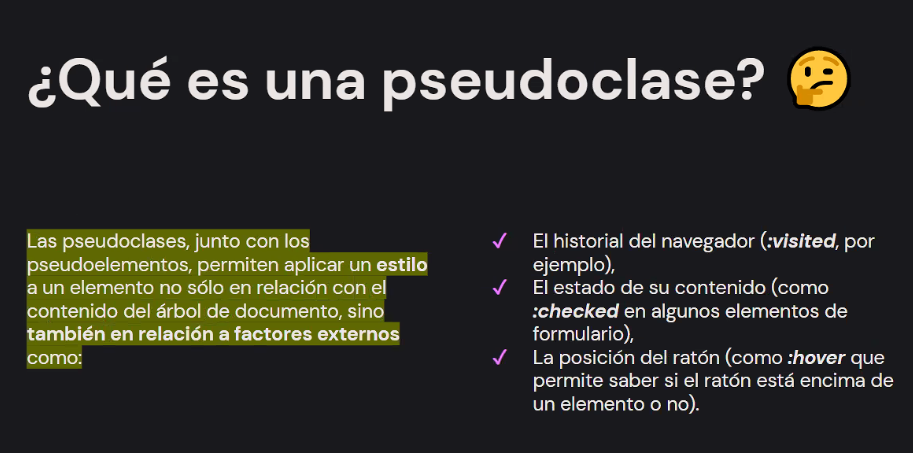 ¿Qué es una pseudoclase? 🤔
Las pseudoclases, junto con los
pseudoelementos, permiten aplicar un estilo
a un elemento no sólo en relación con el
contenido del árbol de documento, sino
también en relación a factores externos
como:
✓ El historial del navegador (:visited, por
ejemplo),
✓ El estado de su contenido (como
:checked en algunos elementos de
formulario),
✓ La posición del ratón (como :hover que
permite saber si el ratón está encima de
un elemento o no).